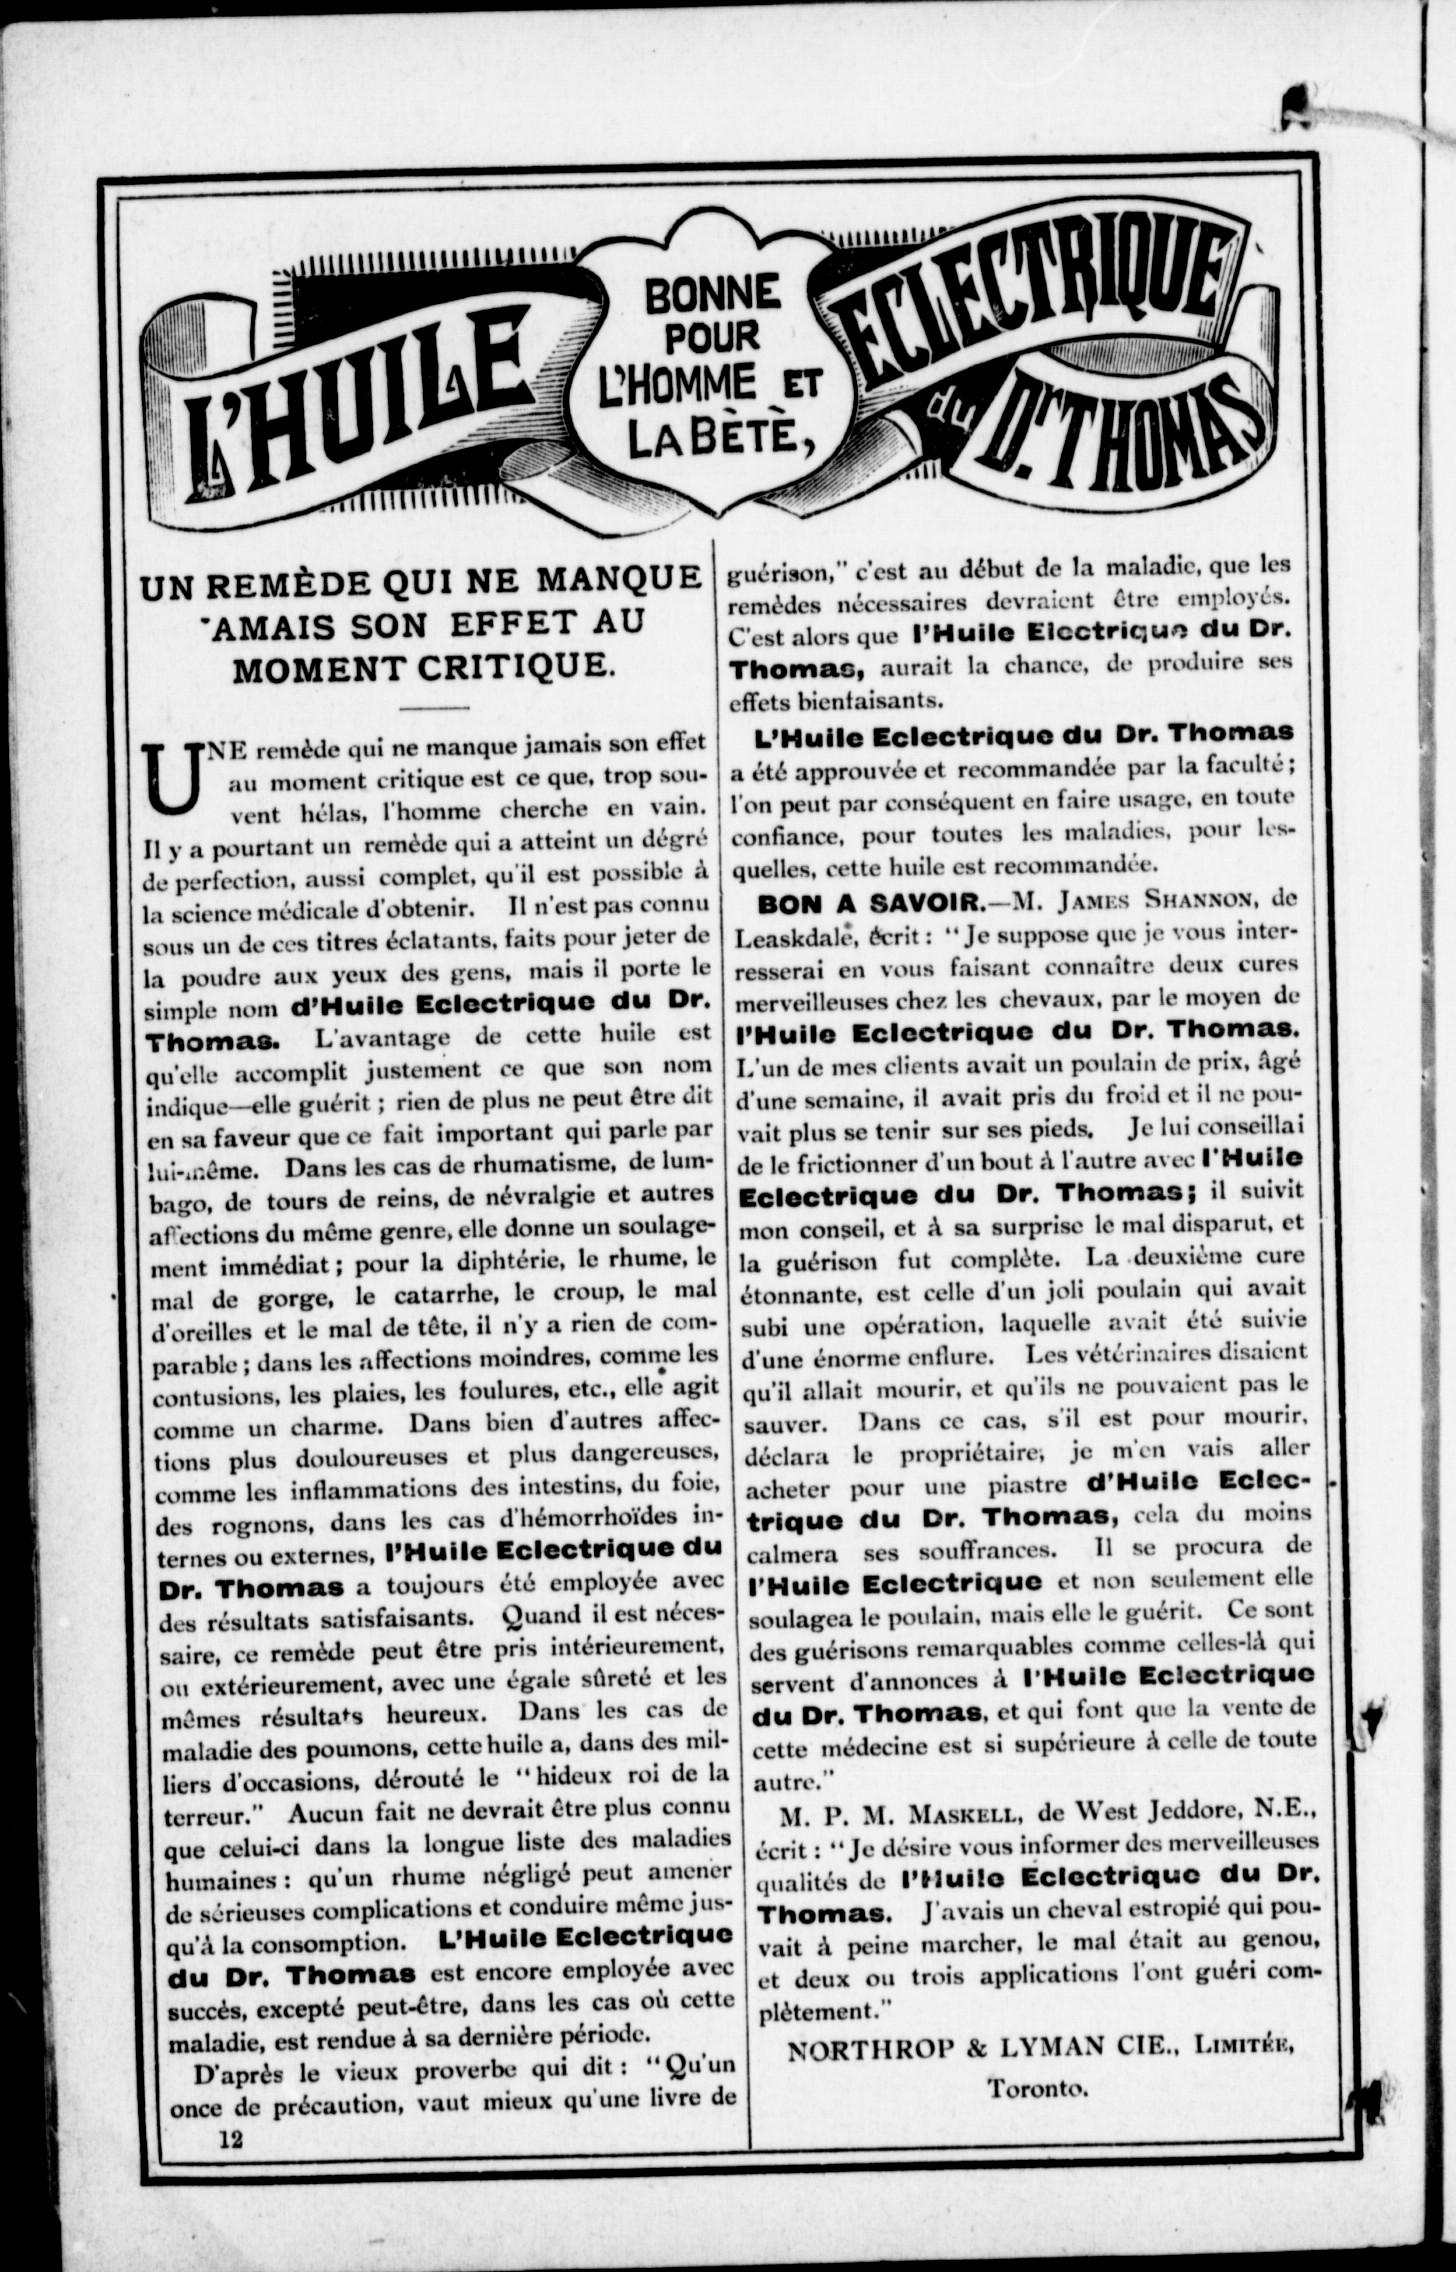 L'HUILE
BONNE
POUR
L'HOMME ET
LA BÈTÈ,
ECLECTRIQUE
du Dr. THOMAS
UN REMÈDE QUI NE MANQUE
'AMAIS SON EFFET AU
MOMENT CRITIQUE.
UNE remède qui ne manque jamais son effet
au moment critique est ce que, trop sou-
vent hélas, l'homme cherche en vain.
Il y a pourtant un remède qui a atteint un dégré
de perfection, aussi complet, qu'il est possible à
la science médicale d'obtenir. Il n'est pas connu
sous un de ces titres éclatants, faits pour jeter de
la poudre aux yeux des gens, mais il porte le
simple nom d'Huile Eclectrique du Dr.
Thomas. L'avantage de cette huile est
qu'elle accomplit justement ce que son nom
indique—elle guérit ; rien de plus ne peut être dit
en sa faveur que ce fait important qui parle par
lui-même. Dans les cas de rhumatisme, de lum-
bago, de tours de reins, de névralgie et autres
affections du même genre, elle donne un soulage-
ment immédiat ; pour la diphtérie, le rhume, le
mal de gorge, le catarrhe, le croup, le mal
d'oreilles et le mal de tête, il n'y a rien de com-
parable ; dans les affections moindres, comme les
contusions, les plaies, les foulures, etc., elle agit
comme un charme. Dans bien d'autres affec-
tions plus douloureuses et plus dangereuses,
comme les inflammations des intestins, du foie,
des rognons, dans les cas d'hémorrhoïdes in-
ternes ou externes, l'Huile Eclectrique du
Dr. Thomas a toujours été employée avec
des résultats satisfaisants. Quand il est néces-
saire, ce remède peut être pris intérieurement,
ou extérieurement, avec une égale sûreté et les
mêmes résultats heureux. Dans les cas de
maladie des poumons, cette huile a, dans des mil-
liers d'occasions, dérouté le "hideux roi de la
terreur." Aucun fait ne devrait être plus connu
que celui-ci dans la longue liste des maladies
humaines : qu'un rhume négligé peut amener
de sérieuses complications et conduire même jus-
qu'à la consomption. L'Huile Eclectrique
du Dr. Thomas est encore employée avec
succès, excepté peut-être, dans les cas où cette
maladie, est rendue à sa dernière période.
D'après le vieux proverbe qui dit : "Qu'un
once de précaution, vaut mieux qu'une livre de
12
guérison," c'est au début de la maladie, que les
remèdes nécessaires devraient être employés.
C'est alors que l'Huile Electrique du Dr.
Thomas, aurait la chance, de produire ses
effets bienfaisants.
L'Huile Eclectrique du Dr. Thomas
a été approuvée et recommandée par la faculté ;
l'on peut par conséquent en faire usage, en toute
confiance, pour toutes les maladies, pour les-
quelles, cette huile est recommandée.
BON A SAVOIR.—M. JAMES SHANNON, de
Leaskdale, écrit : "Je suppose que je vous inter-
resserai en vous faisant connaître deux cures
merveilleuses chez les chevaux, par le moyen de
l'Huile Eclectrique du Dr. Thomas.
L'un de mes clients avait un poulain de prix, âgé
d'une semaine, il avait pris du froid et il ne pou-
vait plus se tenir sur ses pieds. Je lui conseillai
de le frictionner d'un bout à l'autre avec l'Huile
Eclectrique du Dr. Thomas; il suivit
mon conseil, et à sa surprise le mal disparut, et
la guérison fut complète. La deuxième cure
étonnante, est celle d'un joli poulain qui avait
subi une opération, laquelle avait été suivie
d'une énorme enflure. Les vétérinaires disaient
qu'il allait mourir, et qu'ils ne pouvaient pas le
sauver. Dans ce cas, s'il est pour mourir,
déclara le propriétaire, je m'en vais aller
acheter pour une piastre d'Huile Eclec-
trique du Dr. Thomas, cela du moins
calmera ses souffrances. Il se procura de
l'Huile Eclectrique et non seulement elle
soulagea le poulain, mais elle le guérit. Ce sont
des guérisons remarquables comme celles-là qui
servent d'annonces à l'Huile Eclectrique
du Dr. Thomas, et qui font que la vente de
cette médecine est si supérieure à celle de toute
autre."
M. P. M. MASKELL, de West Jeddore, N.E.,
écrit : "Je désire vous informer des merveilleuses
qualités de l'Huile Eclectrique du Dr.
Thomas. J'avais un cheval estropié qui pou-
vait à peine marcher, le mal était au genou,
et deux ou trois applications l'ont guéri com-
plètement."
NORTHROP & LYMAN CIE., LIMITÉE,
Toronto.